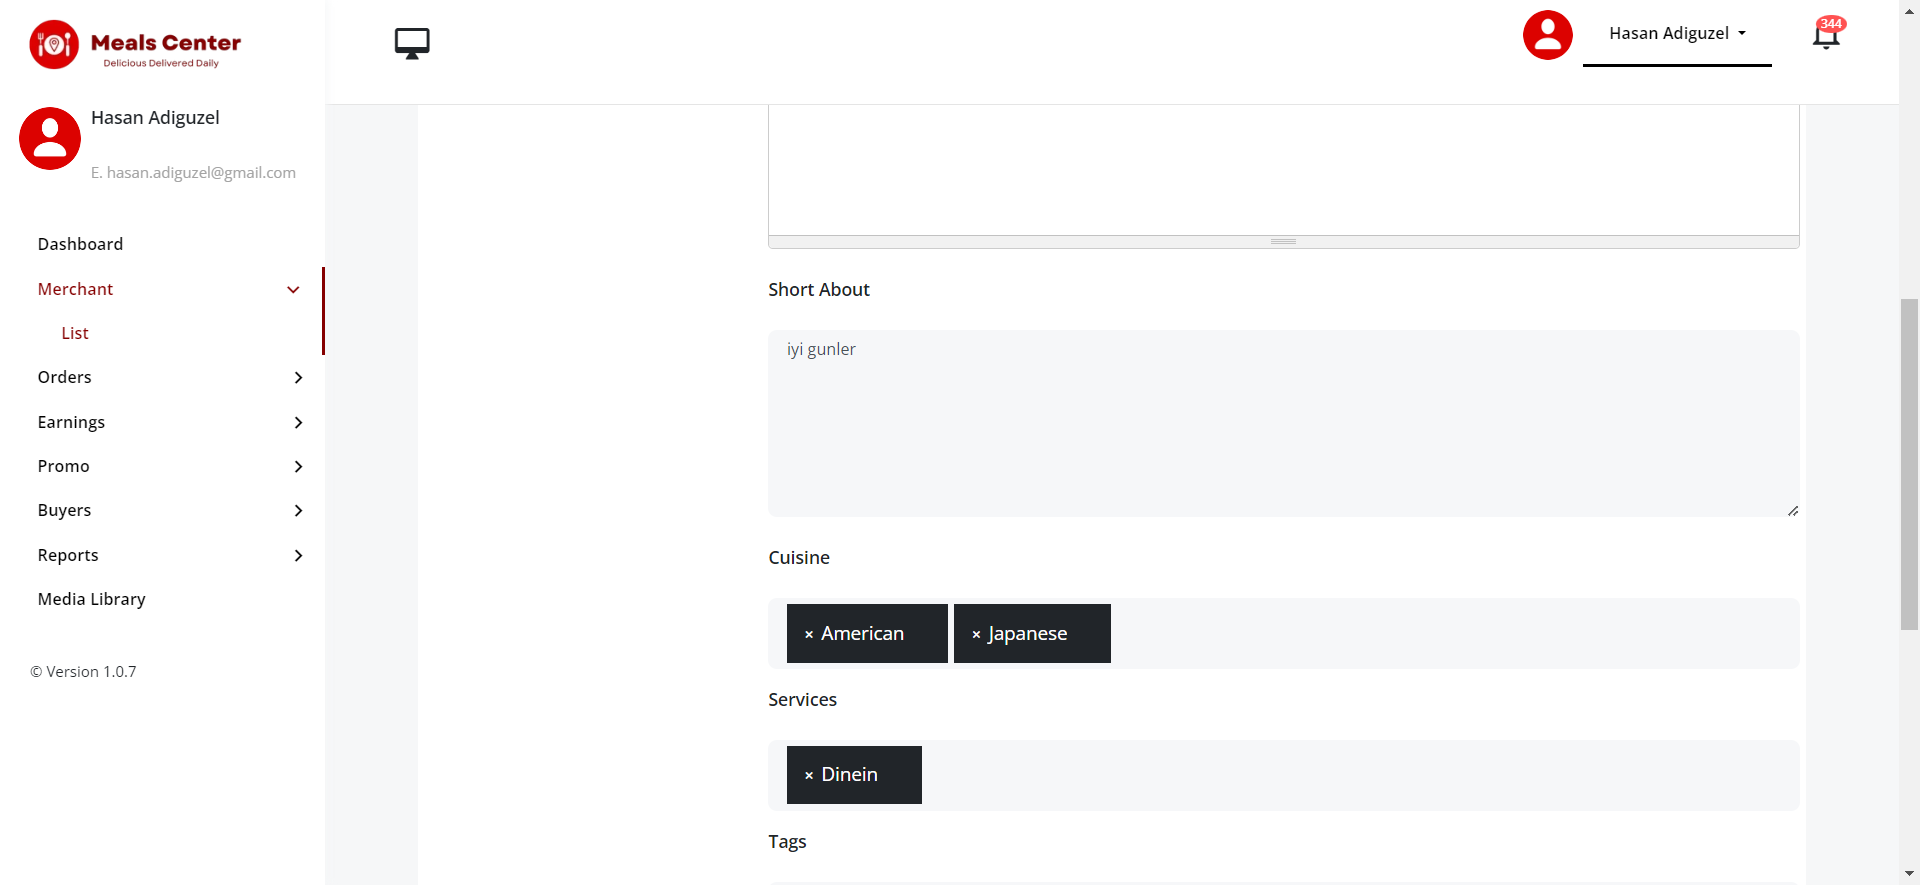 Meals Center
Delicious Delivered Daily
Hasan Adiguzel
344
Hasan Adiguzel
E. hasan.adiguzel@gmail.com
Dashboard
Merchant
List
Orders
Earnings
Promo
Buyers
Reports
Media Library
© Version 1.0.7
Short About
iyi gunler
Cuisine
× American
× Japanese
Services
× Dinein
Tags